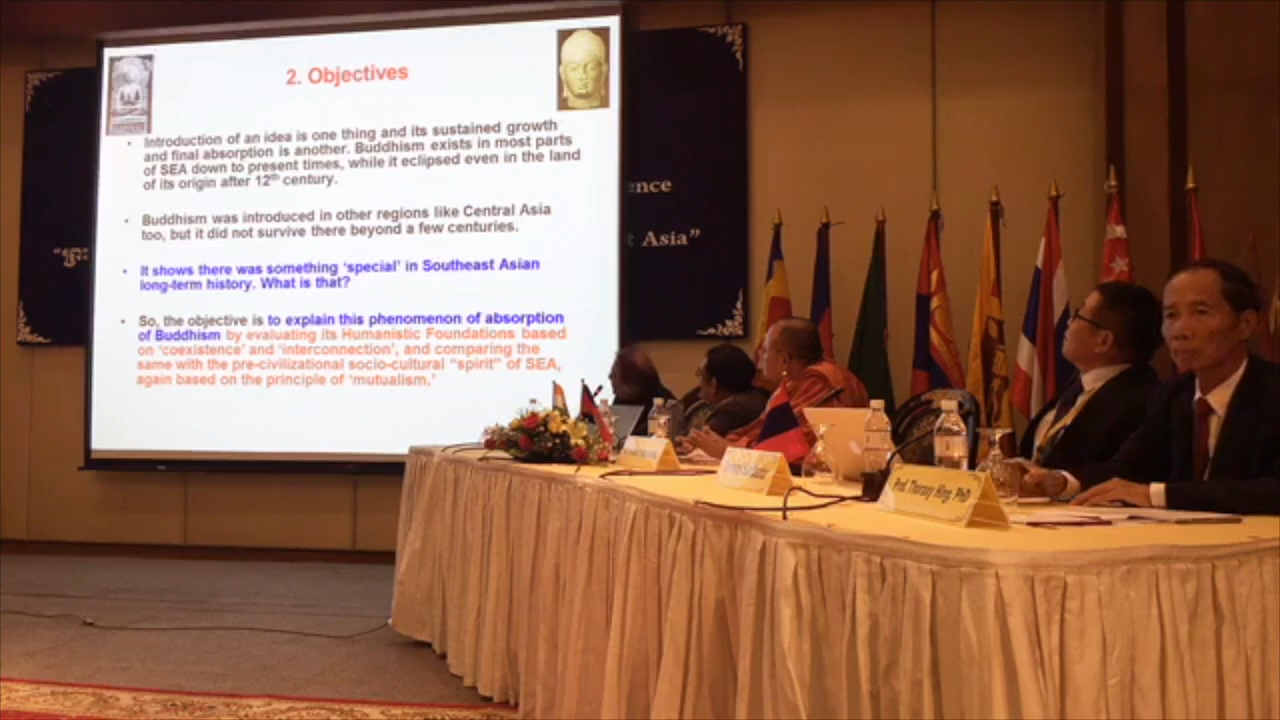 2. Objectives
Introduction of an idea is one thing and its sustained growth
and final absorption is another. Buddhism exists in most parts
of SEA down to present times, while it eclipsed even in the land
of its origin after 12th century.
Buddhism was introduced in other regions like Central Asia
too, but it did not survive there beyond a few centuries.
It shows there was something ‘special’ in Southeast Asian
long-term history. What is that?
So, the objective is to explain this phenomenon of absorption
of Buddhism by evaluating its Humanistic Foundations based
on ‘coexistence’ and ‘interconnection’, and comparing the
same with the pre-civilizational socio-cultural “spirit” of SEA,
again based on the principle of ‘mutualism.’
ence
Asia”
Prof. Thorasy Hing PhD